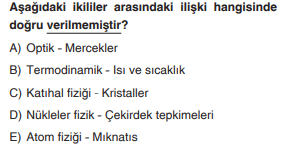 Aşağıdaki ikililer arasındaki ilişki hangisinde
doğru verilmemiştir?
A) Optik - Mercekler
B) Termodinamik - Isı ve sıcaklık
C) Katıhal fiziği - Kristaller
D) Nükleer fizik - Çekirdek tepkimeleri
E) Atom fiziği - Mıknatıs